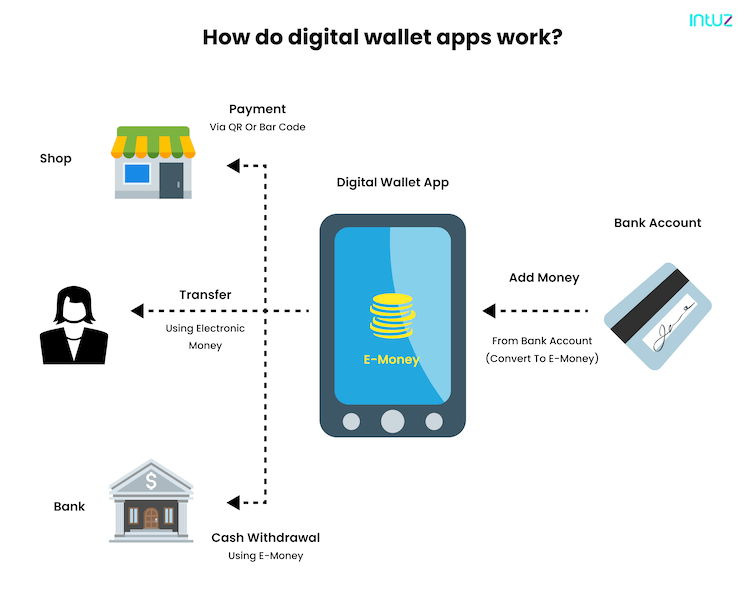 INTUZ
How do digital wallet apps work?
Payment
Via QR Or Bar Code
Shop
Digital Wallet App
Bank Account
Add Money
Transfer
Using Electronic
Money
From Bank Account
(Convert To E-Money)
E-Money
$
Bank
Cash Withdrawal
Using E-Money